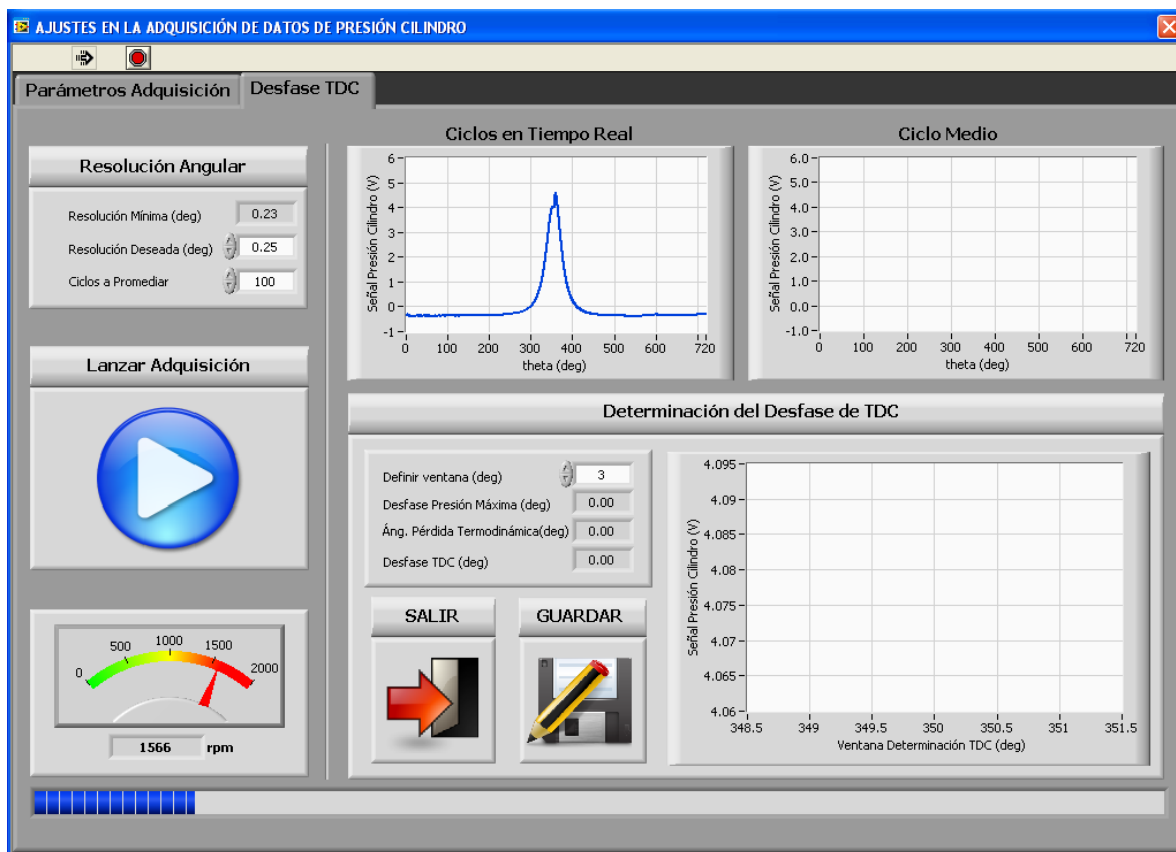 AJUSTES EN LA ADQUISICIÓN DE DATOS DE PRESIÓN CILINDRO
Parámetros Adquisición
Desfase TDC
Resolución Angular
Resolución Mínima (deg) 0.23
Resolución Deseada (deg) 0.25
Ciclos a Promediar 100
Lanzar Adquisición
0 500 1000 1500 2000
1566 rpm
Ciclos en Tiempo Real
Señal Presión Cilindro (V)
6
5
4
3
2
1
0
-1
0 100 200 300 400 500 600 720
theta (deg)
Ciclo Medio
Señal Presión Cilindro (V)
6.0
5.0
4.0
3.0
2.0
1.0
0.0
-1.0
0 100 200 300 400 500 600 720
theta (deg)
Determinación del Desfase de TDC
Definir ventana (deg) 3
Desfase Presión Máxima (deg) 0.00
Áng. Pérdida Termodinámica(deg) 0.00
Desfase TDC (deg) 0.00
SALIR
GUARDAR
Señal Presión Cilindro (V)
4.095
4.09
4.085
4.08
4.075
4.07
4.065
4.06
348.5 349 349.5 350 350.5 351 351.5
Ventana Determinación TDC (deg)